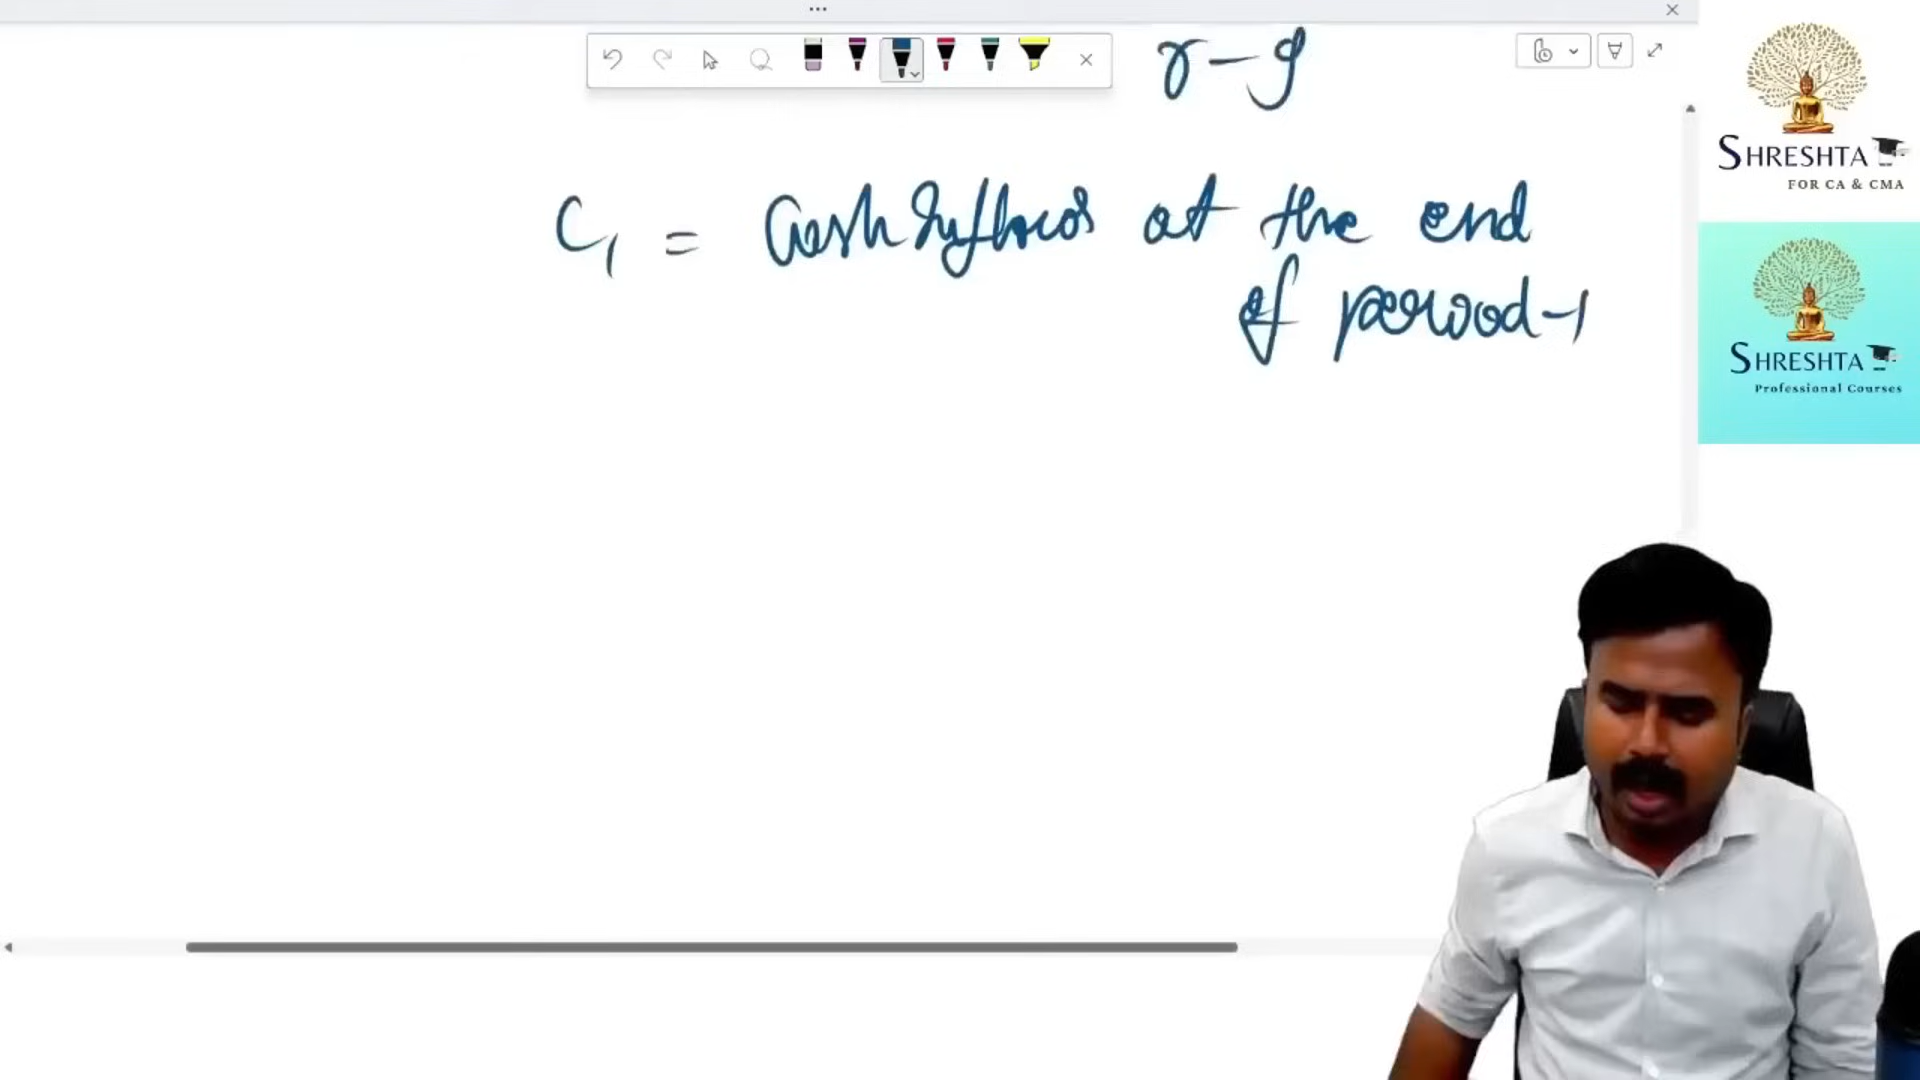 r - g
C1 = Cash Inflows at the end
of period-1
SHRESHTA
FOR CA & CMA
SHRESHTA
Professional Courses